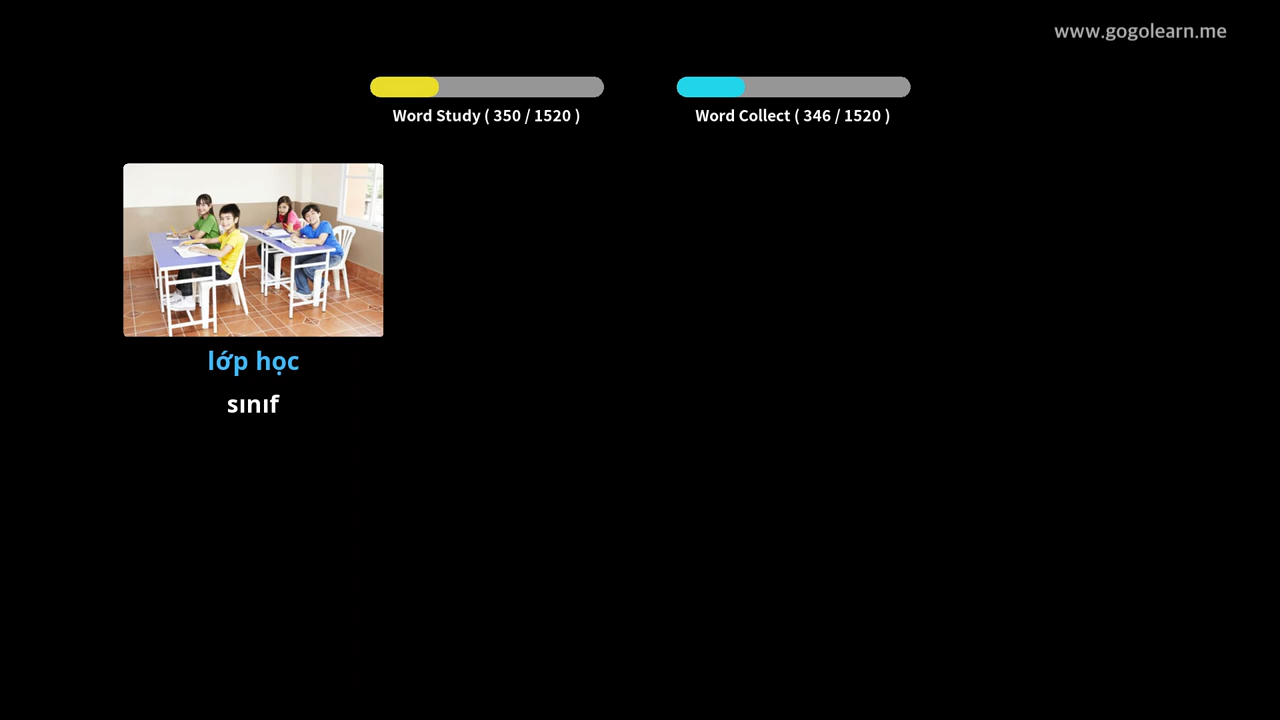 www.gogolearn.me
Word Study ( 350 / 1520 )
Word Collect ( 346 / 1520 )
lớp học
sınıf